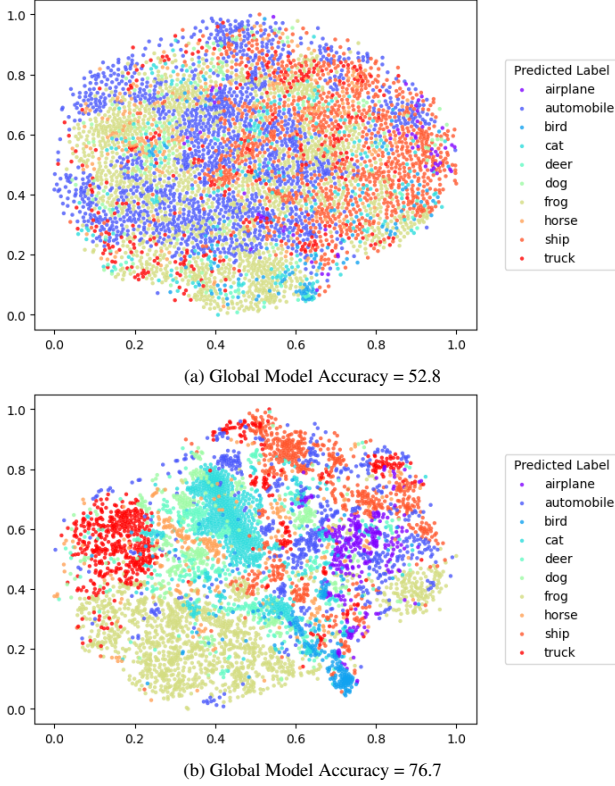 1.0
0.8
0.6
0.4
0.2
0.0
0.0 0.2 0.4 0.6 0.8 1.0
Predicted Label
airplane
automobile
bird
cat
deer
dog
frog
horse
ship
truck
(a) Global Model Accuracy = 52.8
1.0
0.8
0.6
0.4
0.2
0.0
0.0 0.2 0.4 0.6 0.8 1.0
Predicted Label
airplane
automobile
bird
cat
deer
dog
frog
horse
ship
truck
(b) Global Model Accuracy = 76.7